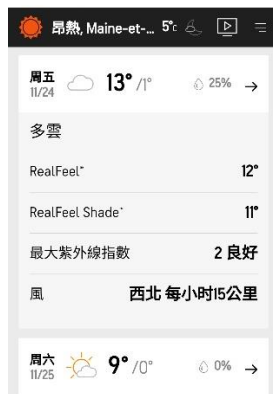 昂熱, Maine-et-... 5°c
周五 13° /1° 25% →
11/24
多雲
RealFeel® 12°
RealFeel Shade™ 11°
最大紫外線指數 2 良好
風 西北 每小时15公里
周六 9° /0° 0% →
11/25